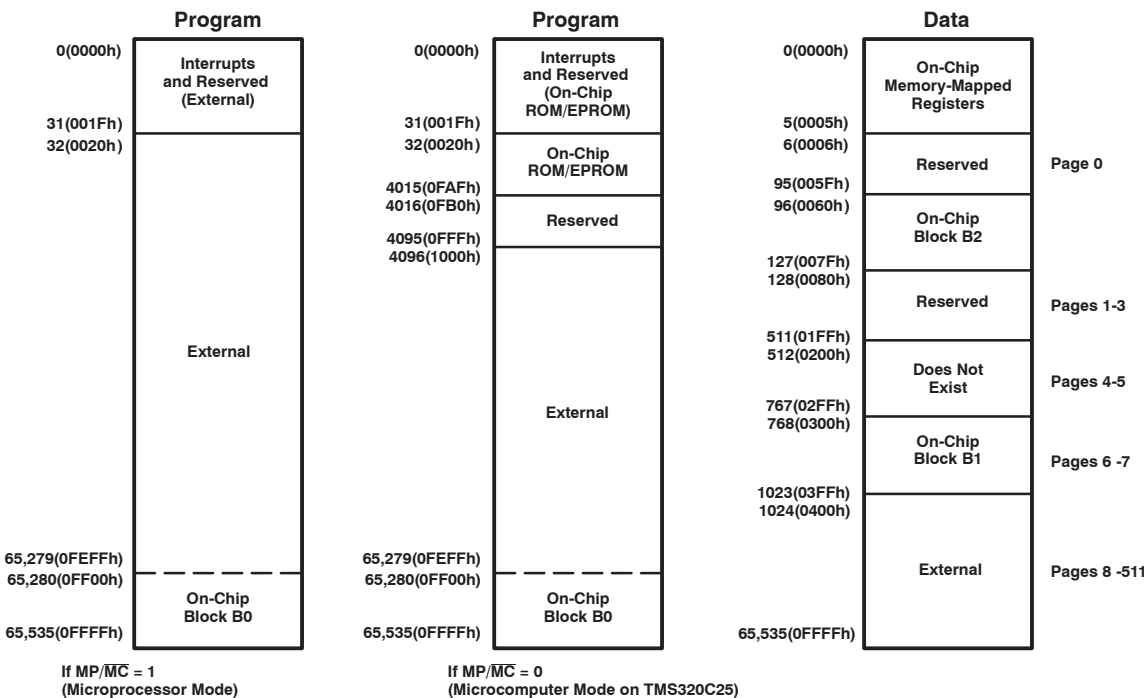 Program
0(0000h)
Interrupts
and Reserved
(External)
31(001Fh)
32(0020h)
External
65,279(0FEFFh)
65,280(0FF00h)
On-Chip
Block B0
65,535(0FFFFh)
If MP/MC = 1
(Microprocessor Mode)
Program
0(0000h)
Interrupts
and Reserved
(On-Chip
ROM/EPROM)
31(001Fh)
32(0020h)
On-Chip
ROM/EPROM
4015(0FAFh)
4016(0FB0h)
Reserved
4095(0FFFh)
4096(1000h)
External
65,279(0FEFFh)
65,280(0FF00h)
On-Chip
Block B0
65,535(0FFFFh)
If MP/MC = 0
(Microcomputer Mode on TMS320C25)
Data
0(0000h)
On-Chip
Memory-Mapped
Registers
5(0005h)
6(0006h)
Reserved
Page 0
95(005Fh)
96(0060h)
On-Chip
Block B2
127(007Fh)
128(0080h)
Reserved
Pages 1-3
511(01FFh)
512(0200h)
Does Not
Exist
Pages 4-5
767(02FFh)
768(0300h)
On-Chip
Block B1
Pages 6 -7
1023(03FFh)
1024(0400h)
External
Pages 8 -511
65,535(0FFFFh)